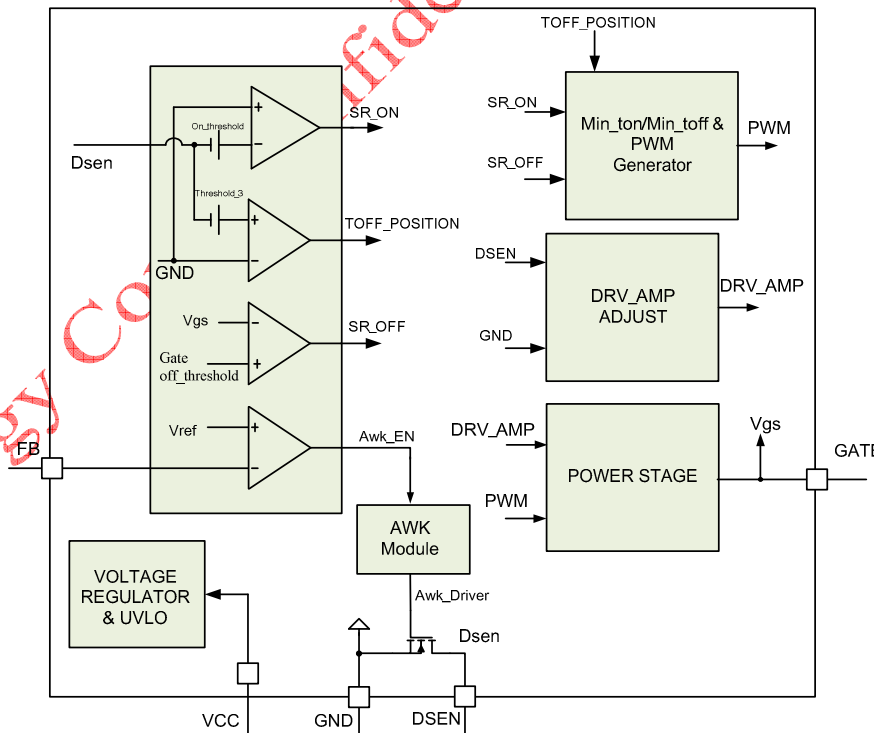 TOFF_POSITION
SR_ON
SR_OFF
Min_ton/Min_toff &
PWM
Generator
PWM
On_threshold
SR_ON
Dsen
Threshold_3
TOFF_POSITION
GND
DSEN
GND
DRV_AMP
ADJUST
DRV_AMP
Vgs
Gate
off_threshold
SR_OFF
Vref
Awk_EN
FB
DRV_AMP
PWM
POWER STAGE
Vgs
GATE
AWK
Module
VOLTAGE
REGULATOR
& UVLO
Awk_Driver
Dsen
VCC
GND
DSEN